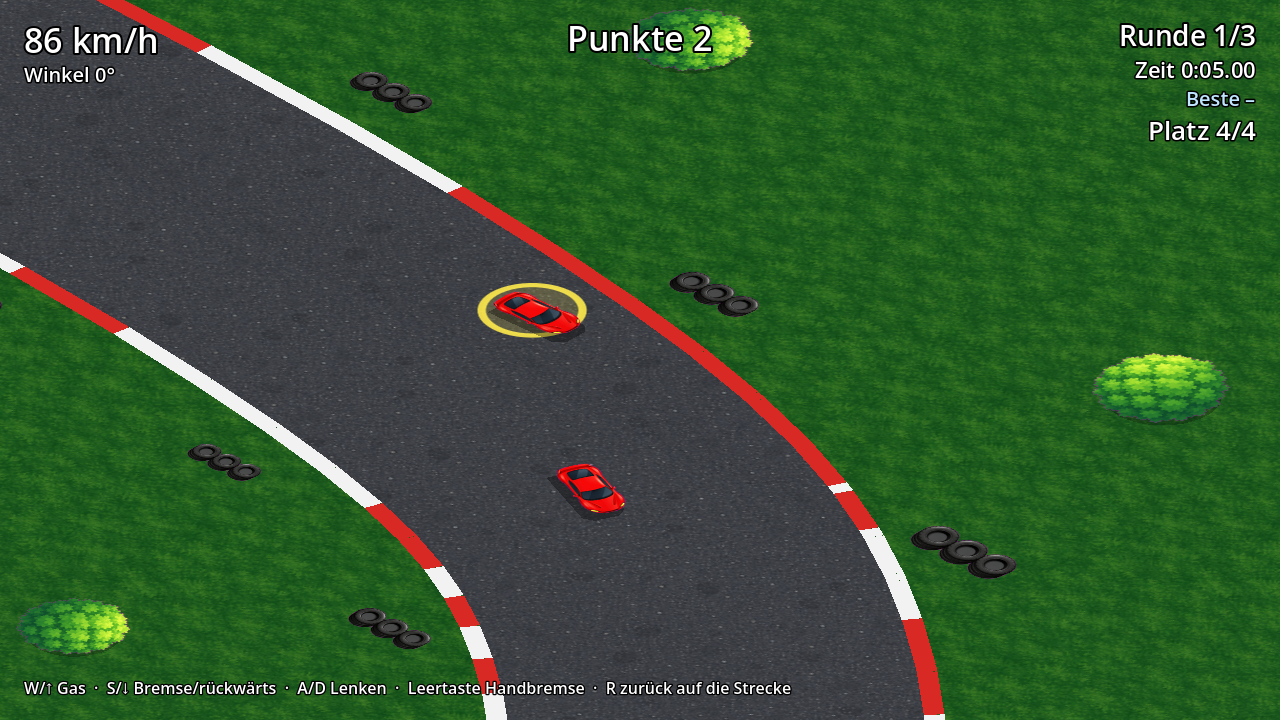 86 km/h
Winkel 0°
Punkte 2
Runde 1/3
Zeit 0:05.00
Beste –
Platz 4/4
W/↑ Gas · S/↓ Bremse/rückwärts · A/D Lenken · Leertaste Handbremse · R zurück auf die Strecke